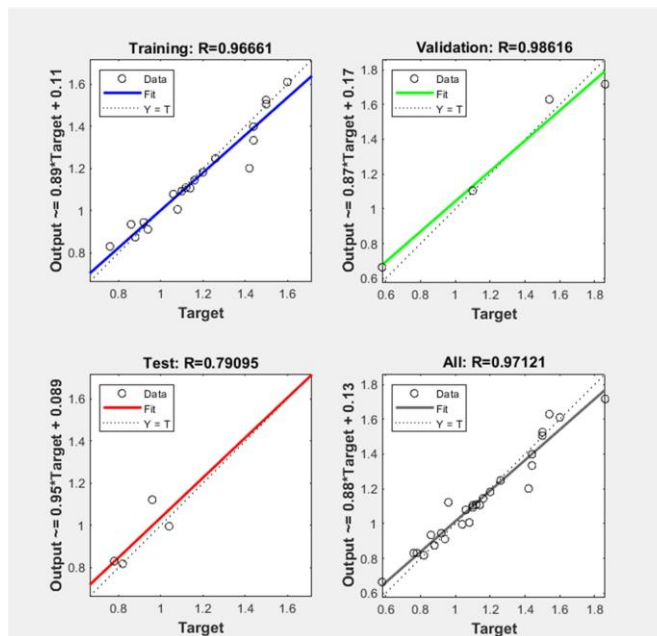 Training: R=0.96661
Output ~= 0.89*Target + 0.11
1.6
1.4
1.2
1
0.8
Data
Fit
Y = T
0.8 1 1.2 1.4 1.6
Target
Validation: R=0.98616
Output ~= 0.87*Target + 0.17
1.8
1.6
1.4
1.2
1
0.8
0.6
Data
Fit
Y = T
0.6 0.8 1 1.2 1.4 1.6 1.8
Target
Test: R=0.79095
Output ~= 0.95*Target + 0.089
1.6
1.4
1.2
1
0.8
Data
Fit
Y = T
0.8 1 1.2 1.4 1.6
Target
All: R=0.97121
Output ~= 0.88*Target + 0.13
1.8
1.6
1.4
1.2
1
0.8
0.6
Data
Fit
Y = T
0.6 0.8 1 1.2 1.4 1.6 1.8
Target